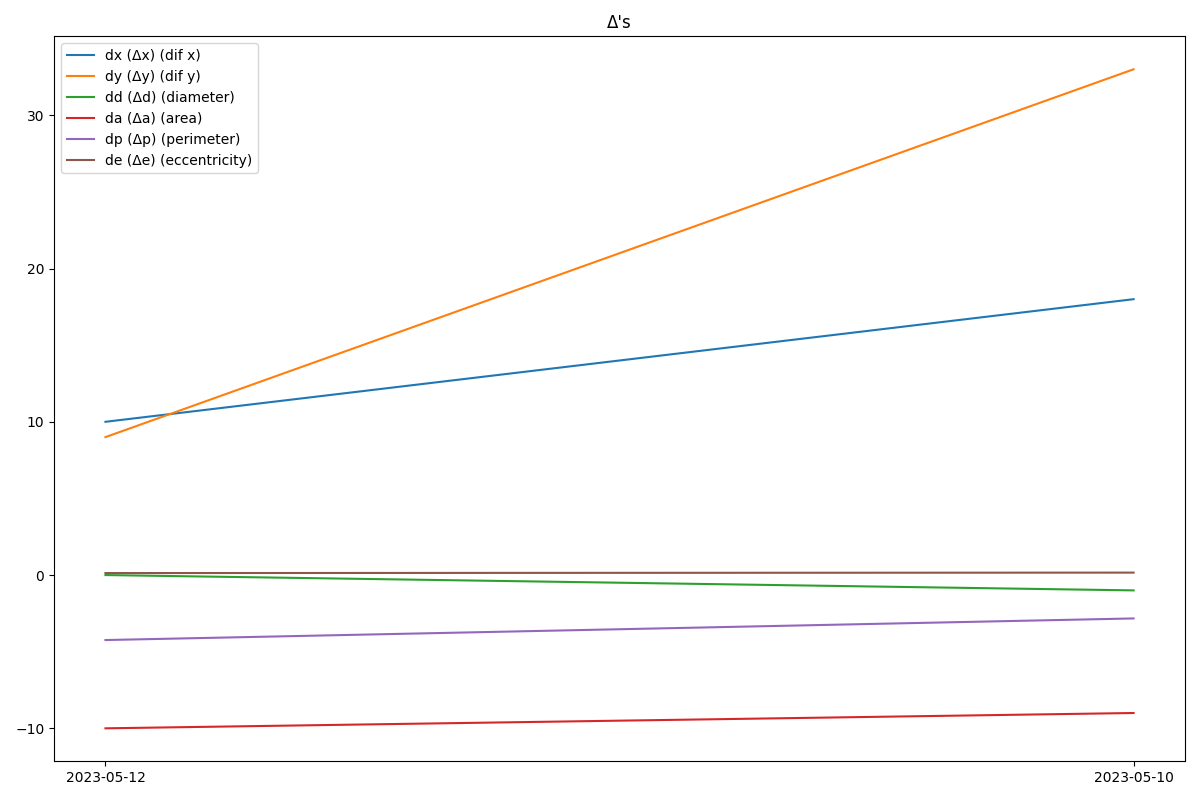 Δ's
dx (Δx) (dif x)
dy (Δy) (dif y)
dd (Δd) (diameter)
da (Δa) (area)
dp (Δp) (perimeter)
de (Δe) (eccentricity)
30
20
10
0
−10
2023-05-12
2023-05-10